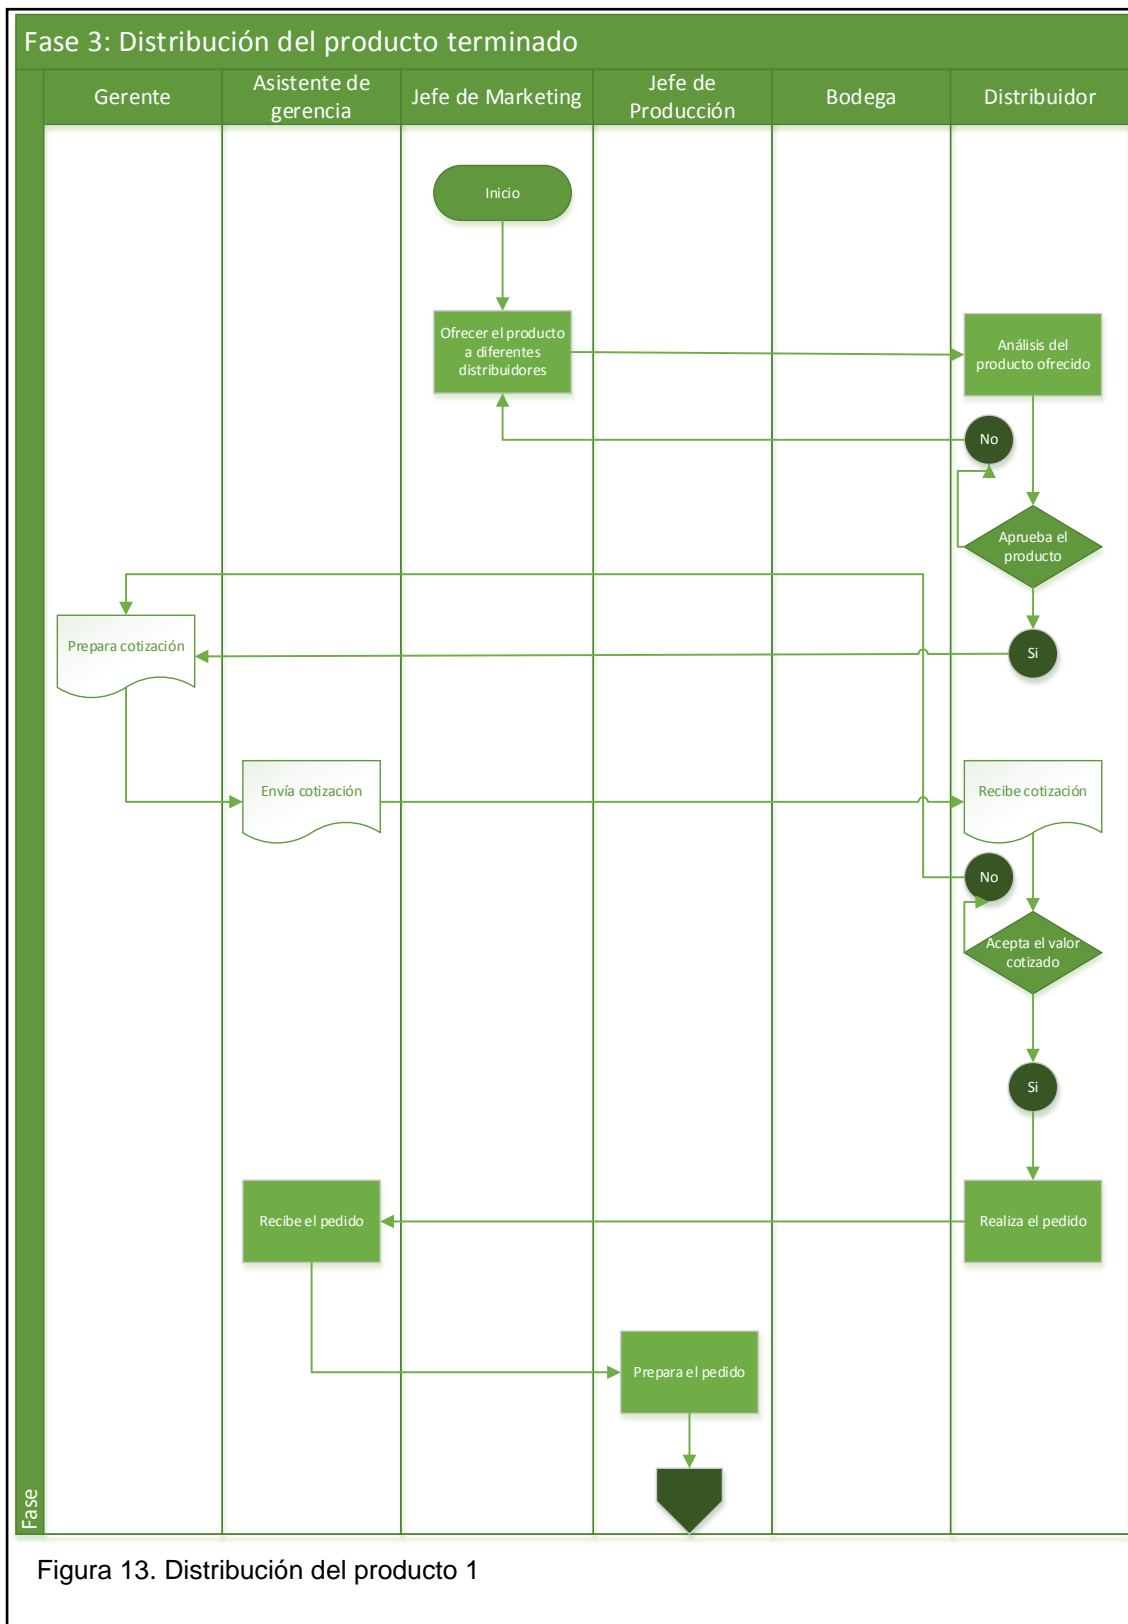 Fase 3: Distribución del producto terminado
Gerente
Asistente de
gerencia
Jefe de Marketing
Jefe de
Producción
Bodega
Distribuidor
Inicio
Ofrecer el producto
a diferentes
distribuidores
Análisis del
producto ofrecido
No
Aprueba el
producto
Prepara cotización
Si
Envía cotización
Recibe cotización
No
Acepta el valor
cotizado
Si
Recibe el pedido
Realiza el pedido
Prepara el pedido
Fase
Figura 13. Distribución del producto 1